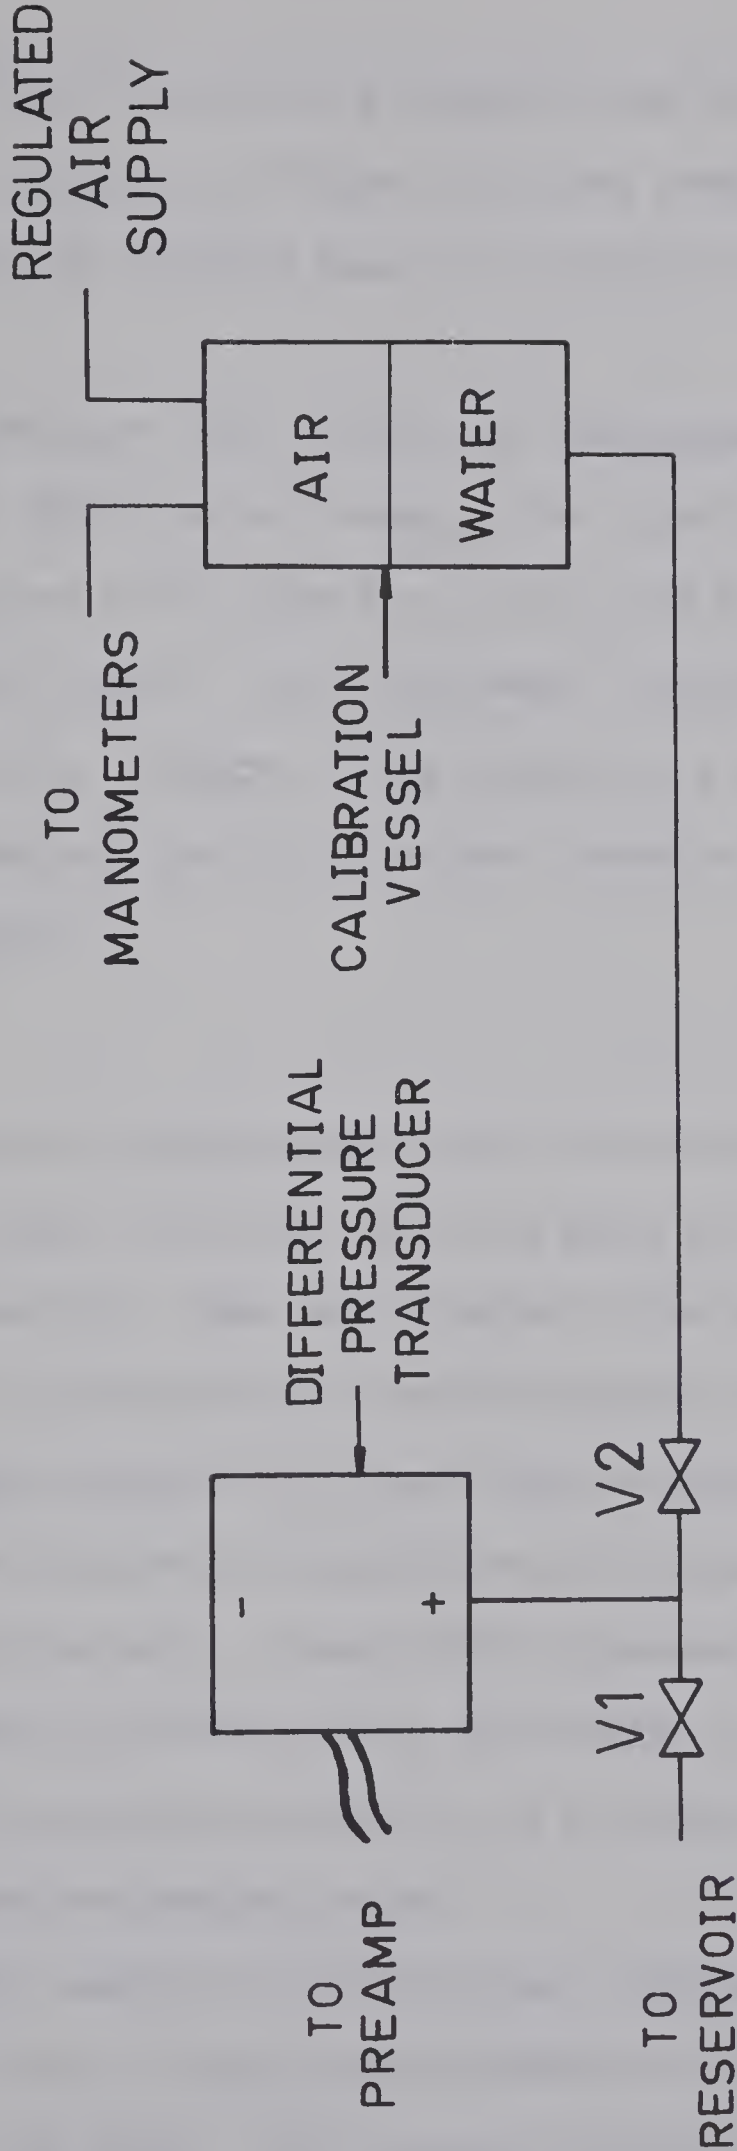 TO
PREAMP
TO
RESERVOIR
-
+
DIFFERENTIAL
PRESSURE
TRANSDUCER
V1
V2
TO
MANOMETERS
REGULATED
AIR
SUPPLY
CALIBRATION
VESSEL
AIR
WATER